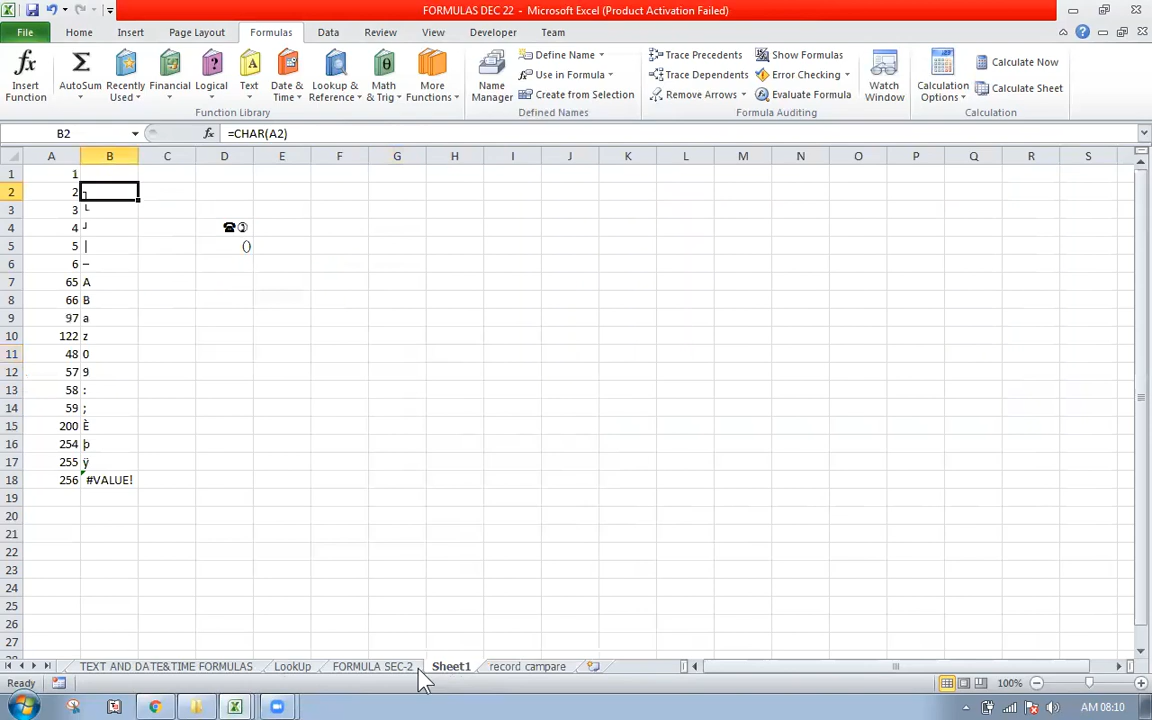 FORMULAS DEC 22 - Microsoft Excel (Product Activation Failed)
File Home Insert Page Layout Formulas Data Review View Developer Team
Insert Function
AutoSum
Recently Used
Financial
Logical
Text
Date & Time
Lookup & Reference
Math & Trig
More Functions
Function Library
Name Manager
Define Name
Use in Formula
Create from Selection
Defined Names
Trace Precedents
Trace Dependents
Remove Arrows
Show Formulas
Error Checking
Evaluate Formula
Formula Auditing
Watch Window
Calculation Options
Calculate Now
Calculate Sheet
Calculation
B2 fx =CHAR(A2)
A B C D E F G H I J K L M N O P Q R S
1 1
2 2 ┐
3 3 └
4 4 ┘ ☎③
5 5 │ ()
6 6 ─
7 65 A
8 66 B
9 97 a
10 122 z
11 48 0
12 57 9
13 58 :
14 59 ;
15 200 È
16 254 þ
17 255 ÿ
18 256 #VALUE!
19
20
21
22
23
24
25
26
27
TEXT AND DATE&TIME FORMULAS LookUp FORMULA SEC-2 Sheet1 record campare
Ready 100%
AM 08:10